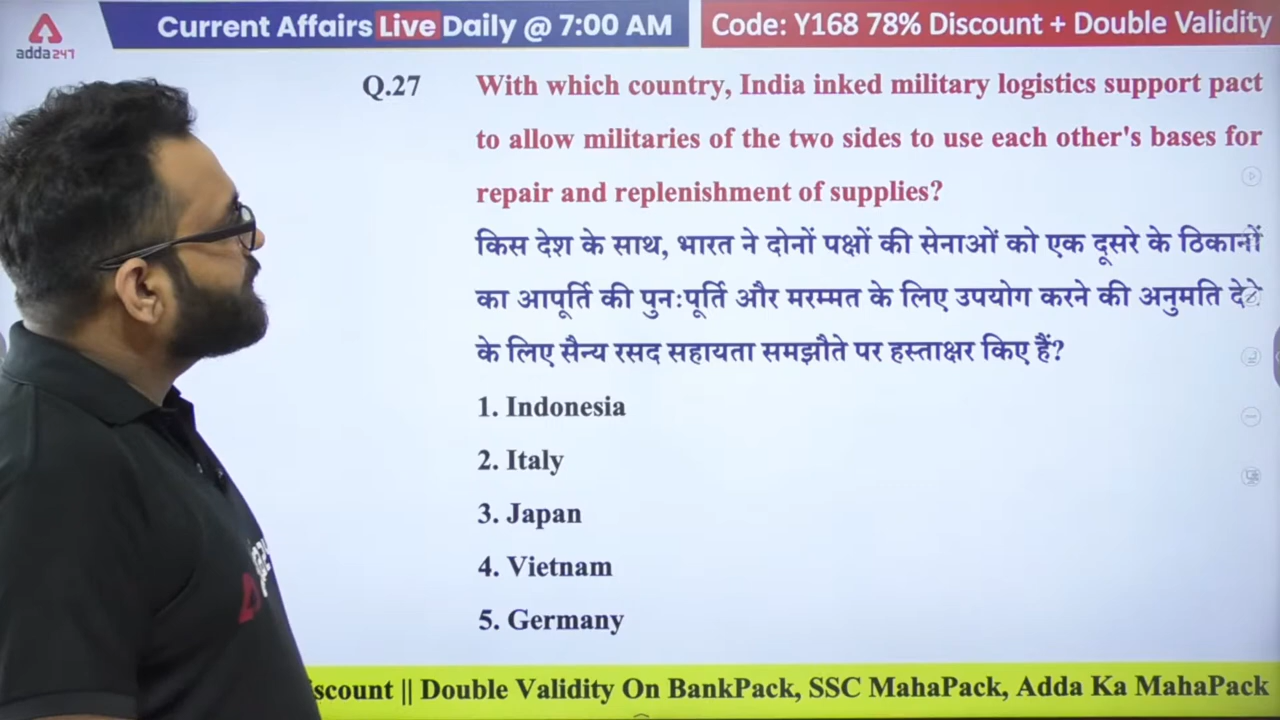 Current Affairs Live Daily @ 7:00 AM
Code: Y168 78% Discount + Double Validity
adda247
Q.27 With which country, India inked military logistics support pact
to allow militaries of the two sides to use each other's bases for
repair and replenishment of supplies?
किस देश के साथ, भारत ने दोनों पक्षों की सेनाओं को एक दूसरे के ठिकानों
का आपूर्ति की पुनःपूर्ति और मरम्मत के लिए उपयोग करने की अनुमति देने
के लिए सैन्य रसद सहायता समझौते पर हस्ताक्षर किए हैं?
1. Indonesia
2. Italy
3. Japan
4. Vietnam
5. Germany
scount || Double Validity On BankPack, SSC MahaPack, Adda Ka MahaPack